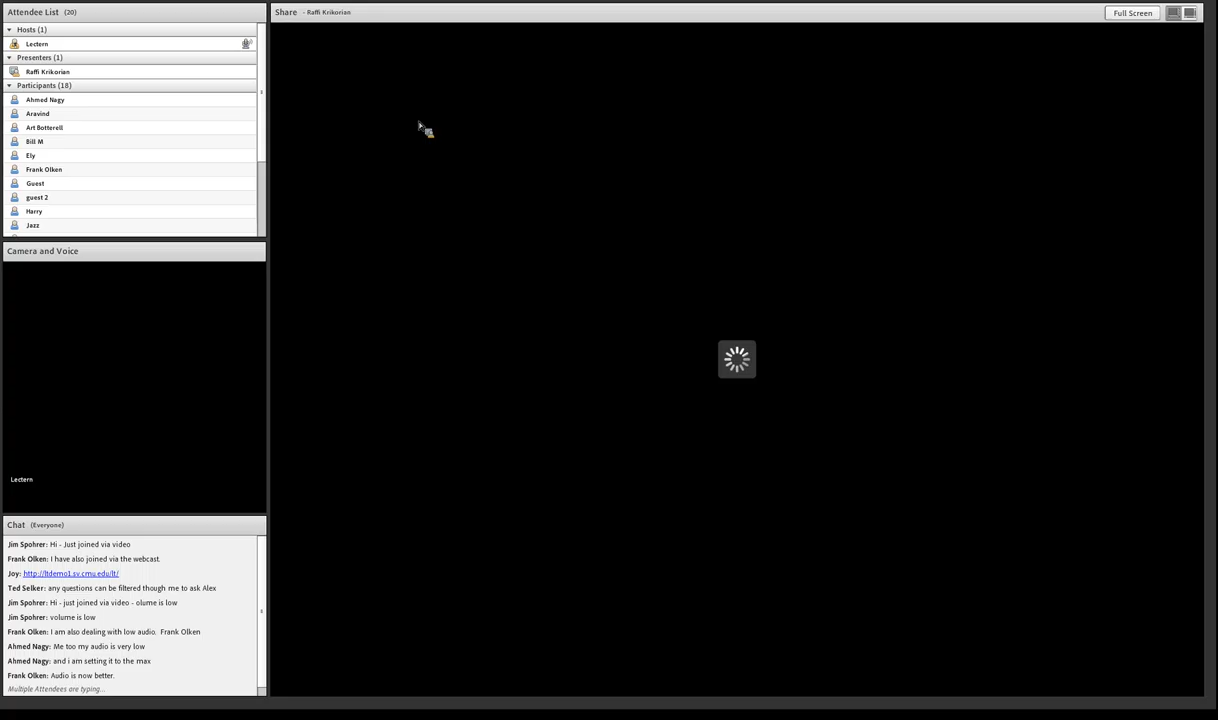 Attendee List (20)
Hosts (1)
Lectern
Presenters (1)
Raffi Krikorian
Participants (18)
Ahmed Nagy
Aravind
Art Botterell
Bill M
Ely
Frank Olken
Guest
guest 2
Harry
Jazz
Camera and Voice
Lectern
Chat (Everyone)
Jim Spohrer: Hi - Just joined via video
Frank Olken: I have also joined via the webcast.
Joy: http://ltdemo1.sv.cmu.edu/lt/
Ted Selker: any questions can be filtered though me to ask Alex
Jim Spohrer: Hi - just joined via video - olume is low
Jim Spohrer: volume is low
Frank Olken: I am also dealing with low audio. Frank Olken
Ahmed Nagy: Me too my audio is very low
Ahmed Nagy: and i am setting it to the max
Frank Olken: Audio is now better.
Multiple Attendees are typing...
Share - Raffi Krikorian
Full Screen